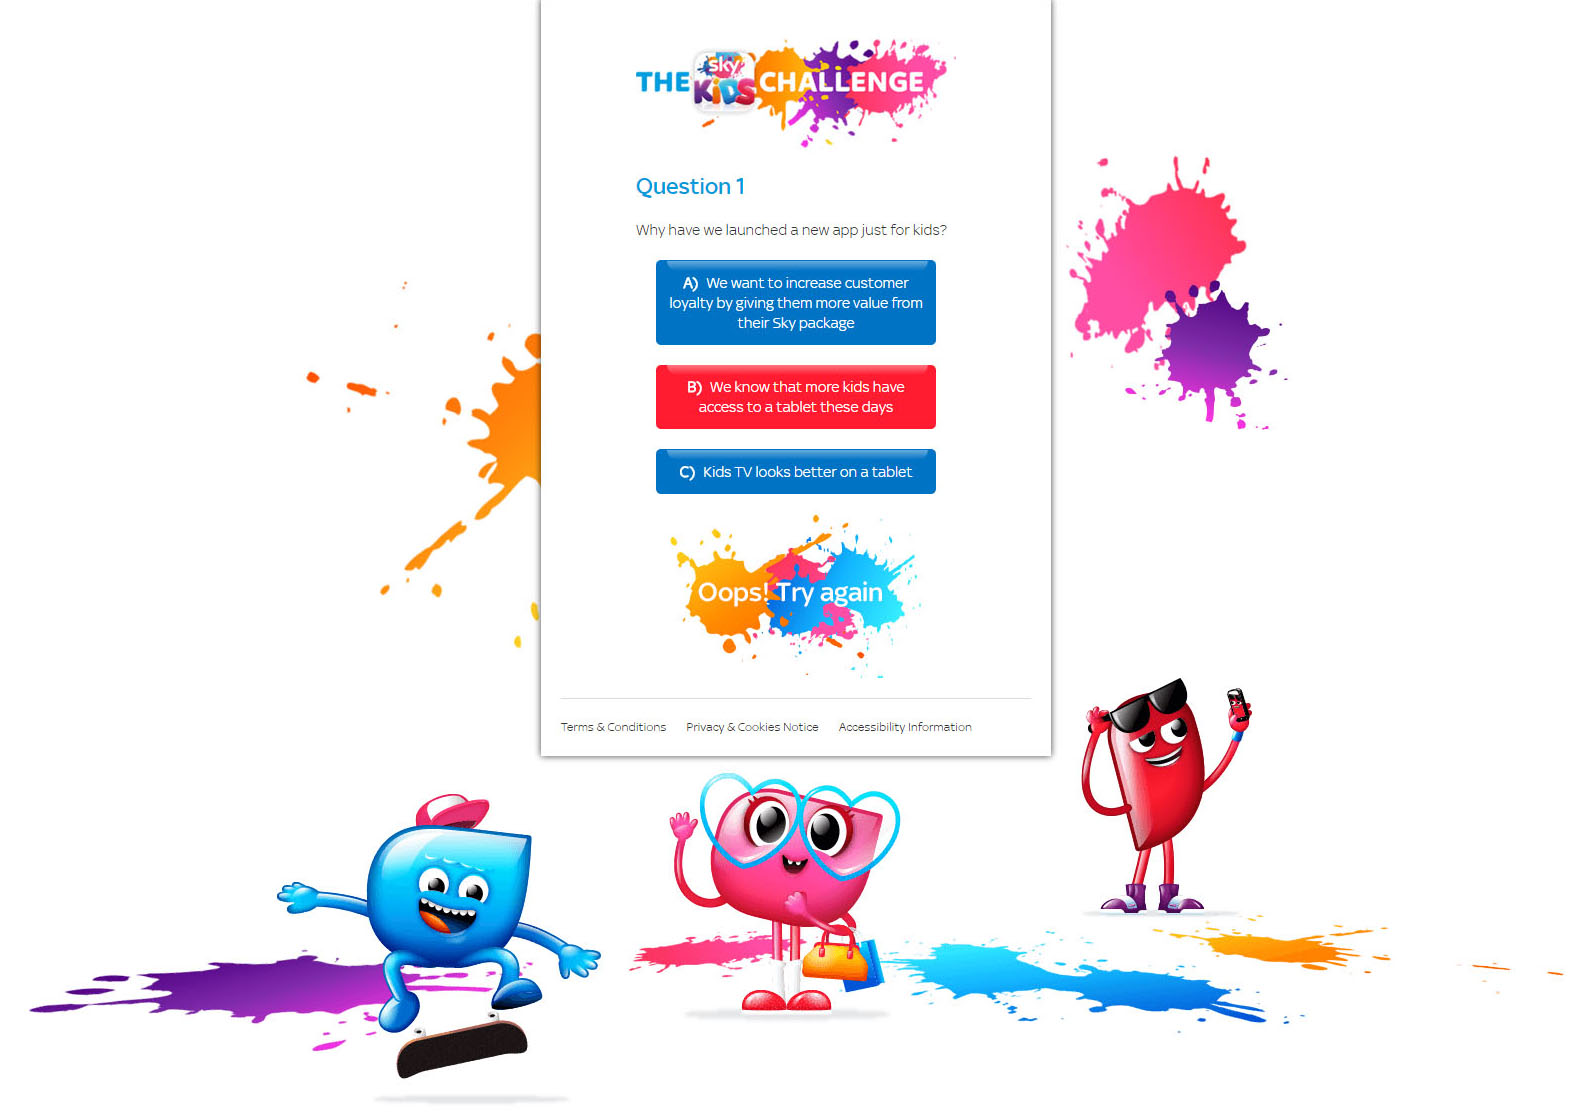 THE sky KiDS CHALLENGE
Question 1
Why have we launched a new app just for kids?
A) We want to increase customer
loyalty by giving them more value from
their Sky package
B) We know that more kids have
access to a tablet these days
C) Kids TV looks better on a tablet
Oops! Try again
Terms & Conditions Privacy & Cookies Notice Accessibility Information